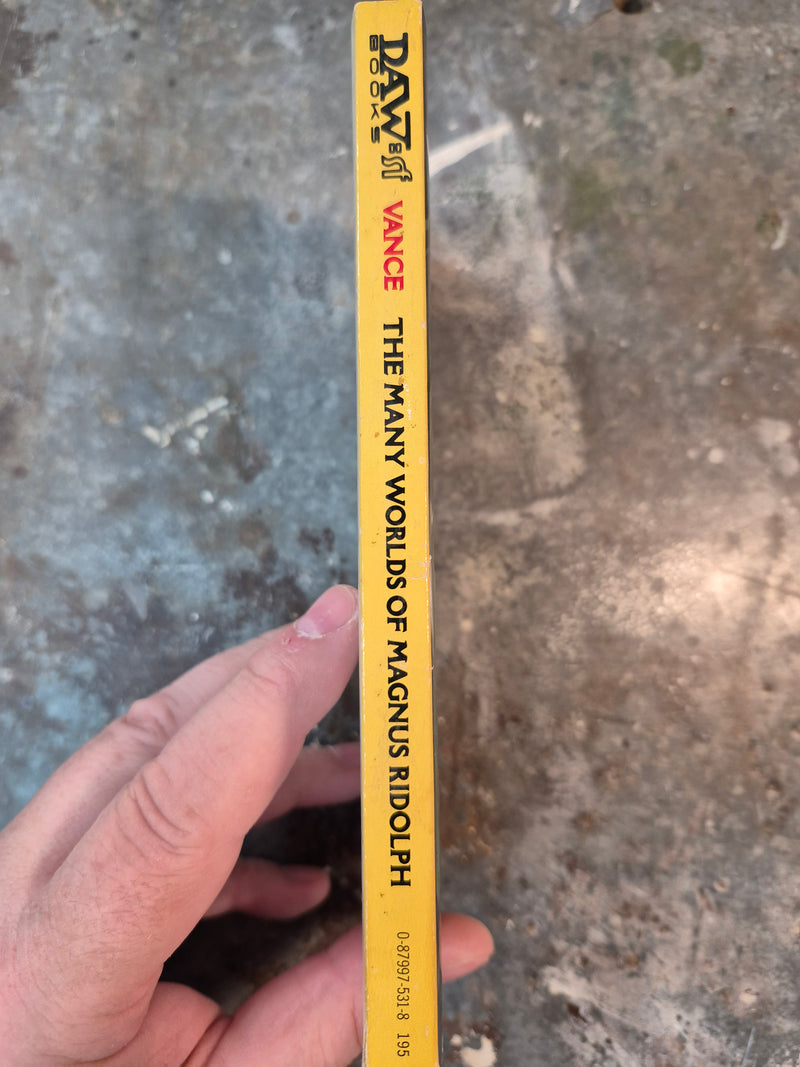 DAW
BOOKS
sf
VANCE
THE MANY WORLDS OF MAGNUS RIDOLPH
0-87997-531-8 195